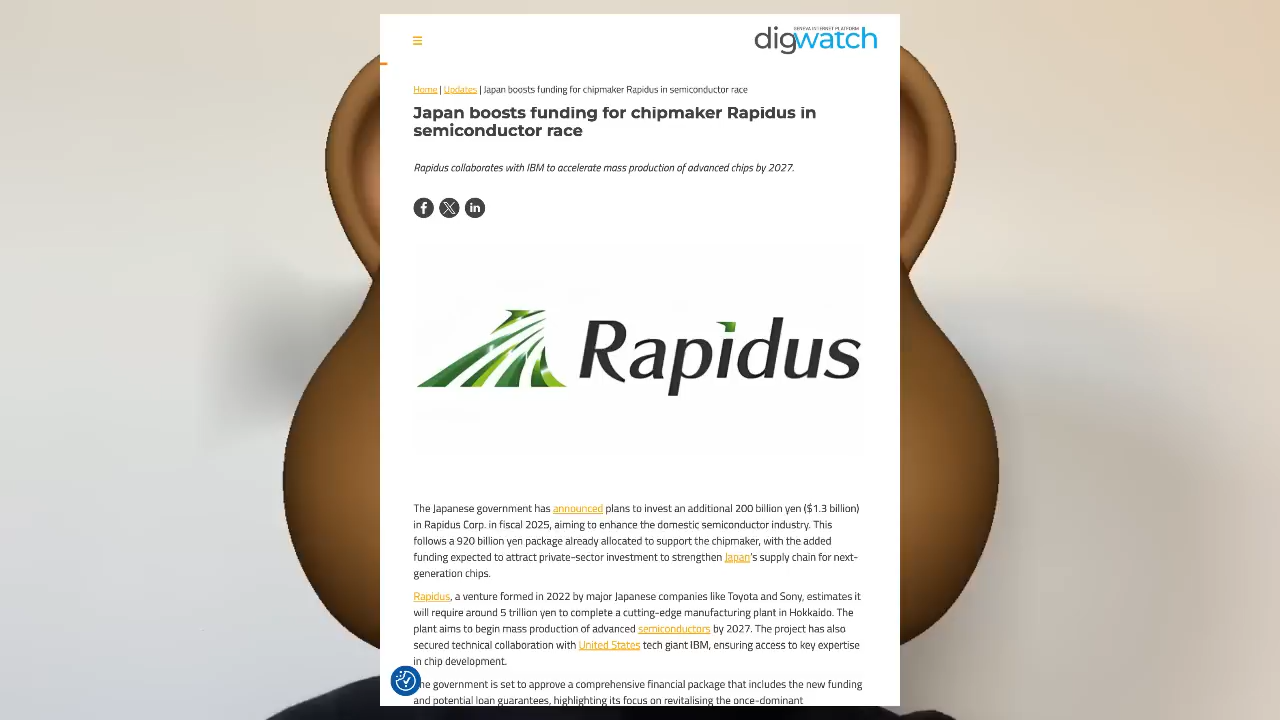 GENEVA INTERNET PLATFORM
digwatch
Home | Updates | Japan boosts funding for chipmaker Rapidus in semiconductor race
Japan boosts funding for chipmaker Rapidus in
semiconductor race
Rapidus collaborates with IBM to accelerate mass production of advanced chips by 2027.
Rapidus
The Japanese government has announced plans to invest an additional 200 billion yen ($1.3 billion)
in Rapidus Corp. in fiscal 2025, aiming to enhance the domestic semiconductor industry. This
follows a 920 billion yen package already allocated to support the chipmaker, with the added
funding expected to attract private-sector investment to strengthen Japan's supply chain for next-
generation chips.
Rapidus, a venture formed in 2022 by major Japanese companies like Toyota and Sony, estimates it
will require around 5 trillion yen to complete a cutting-edge manufacturing plant in Hokkaido. The
plant aims to begin mass production of advanced semiconductors by 2027. The project has also
secured technical collaboration with United States tech giant IBM, ensuring access to key expertise
in chip development.
The government is set to approve a comprehensive financial package that includes the new funding
and potential loan guarantees, highlighting its focus on revitalising the once-dominant